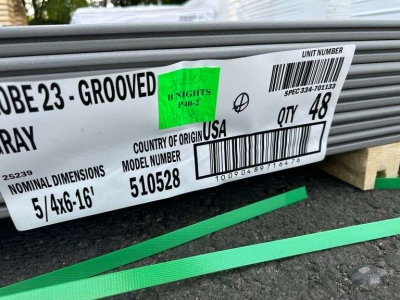 UNIT NUMBER
OBE 23 - GROOVED
B NIGHTS
P40-2
SPEC 334-701133
RAY
QTY 48
COUNTRY OF ORIGIN USA
25239
MODEL NUMBER
NOMINAL DIMENSIONS
510528
10090489716476
5/4x6-16'